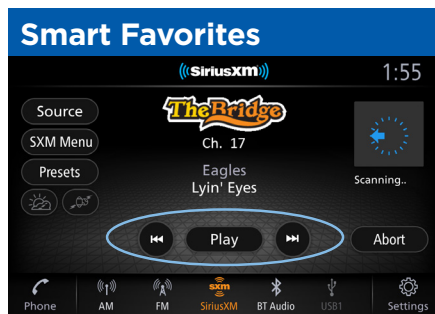 Smart Favorites
((SiriusXM))
1:55
Source
TheBridge
SXM Menu
Ch. 17
Presets
Eagles
Lyin' Eyes
Scanning..
Play
Abort
sxm
Phone
AM
FM
SiriusXM
BT Audio
USB1
Settings